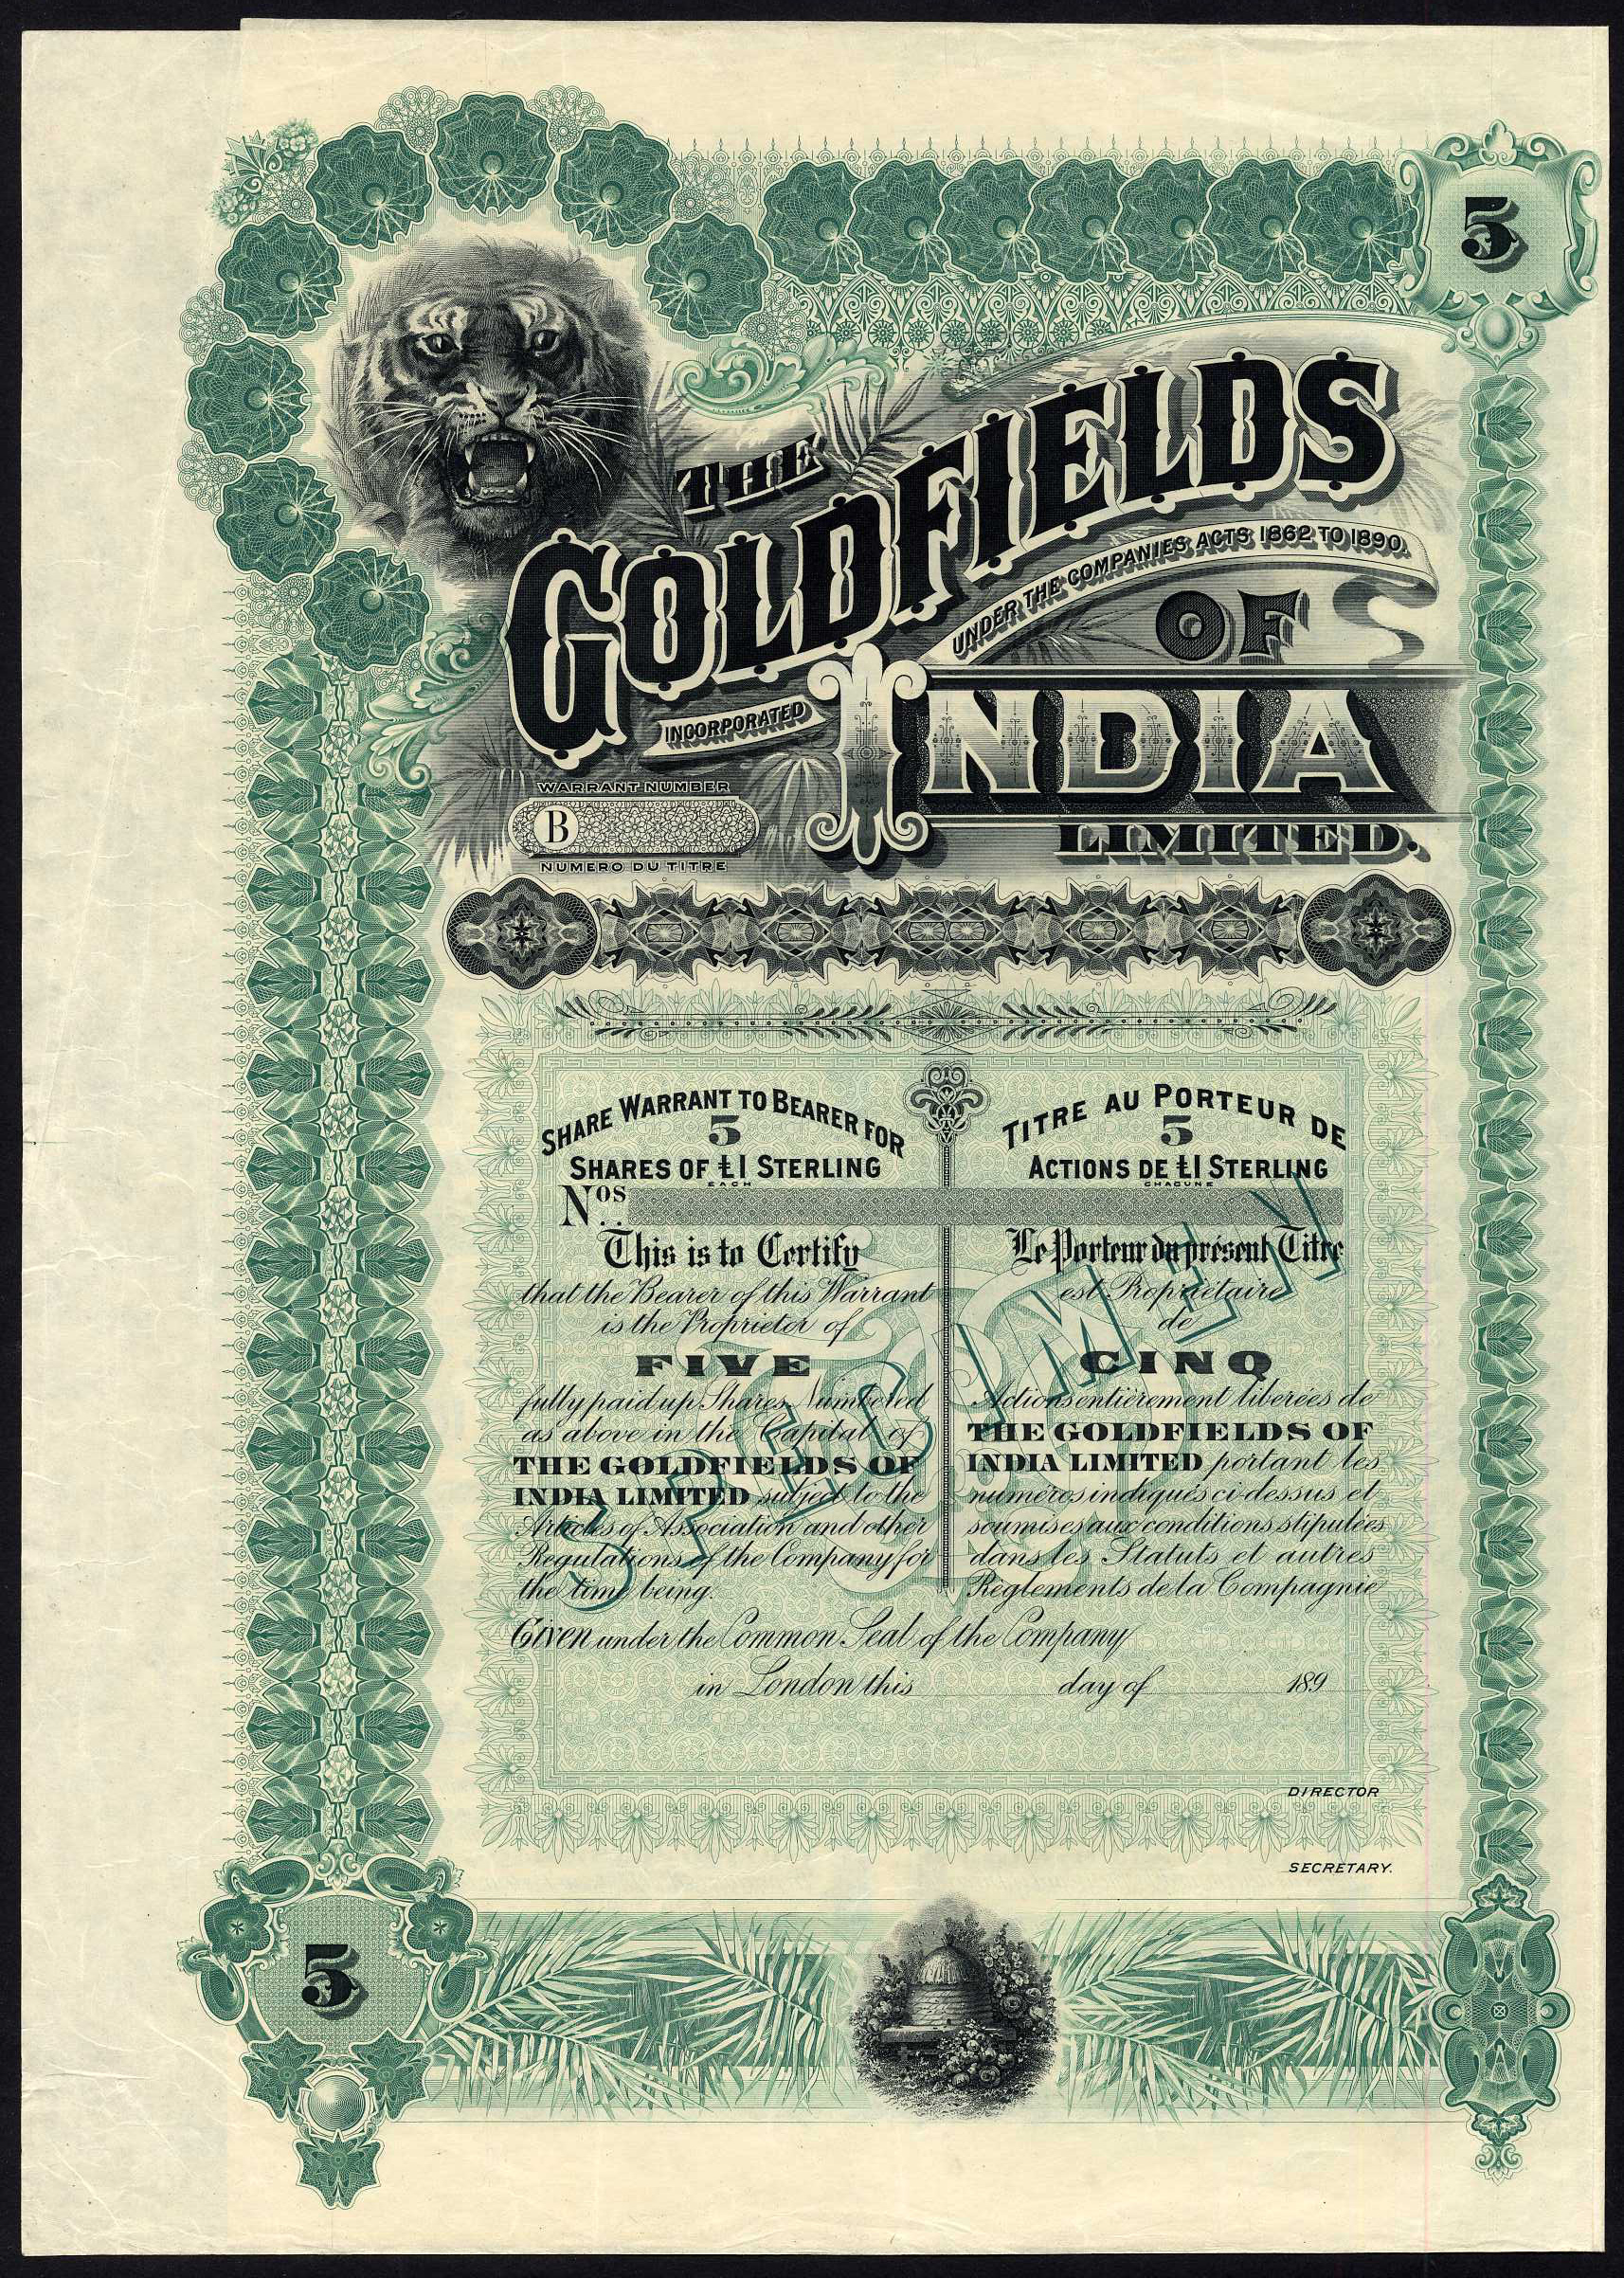 5
THE
GOLDFIELDS
INCORPORATED UNDER THE COMPANIES ACTS 1862 TO 1890.
OF
INDIA
LIMITED.
WARRANT NUMBER
B
NUMERO DU TITRE
SHARE WARRANT TO BEARER FOR
5
SHARES OF £1 STERLING
EACH
Nos.
This is to Certify
that the Bearer of this Warrant
is the Proprietor of
FIVE
fully paid up Shares Numbered
as above in the Capital of
THE GOLDFIELDS OF
INDIA LIMITED subject to the
Articles of Association and other
Regulations of the Company for
the time being.
TITRE AU PORTEUR DE
5
ACTIONS DE £1 STERLING
CHACUNE
Le Porteur du présent Titre
est Propriétaire
de
CINQ
Actions entièrement liberées de
THE GOLDFIELDS OF
INDIA LIMITED portant les
numéros indiqués ci-dessus et
soumises aux conditions stipulées
dans les Statuts et autres
Règlements de la Compagnie
SPECIMEN
Given under the Common Seal of the Company
in London this day of 189
DIRECTOR
SECRETARY.
5